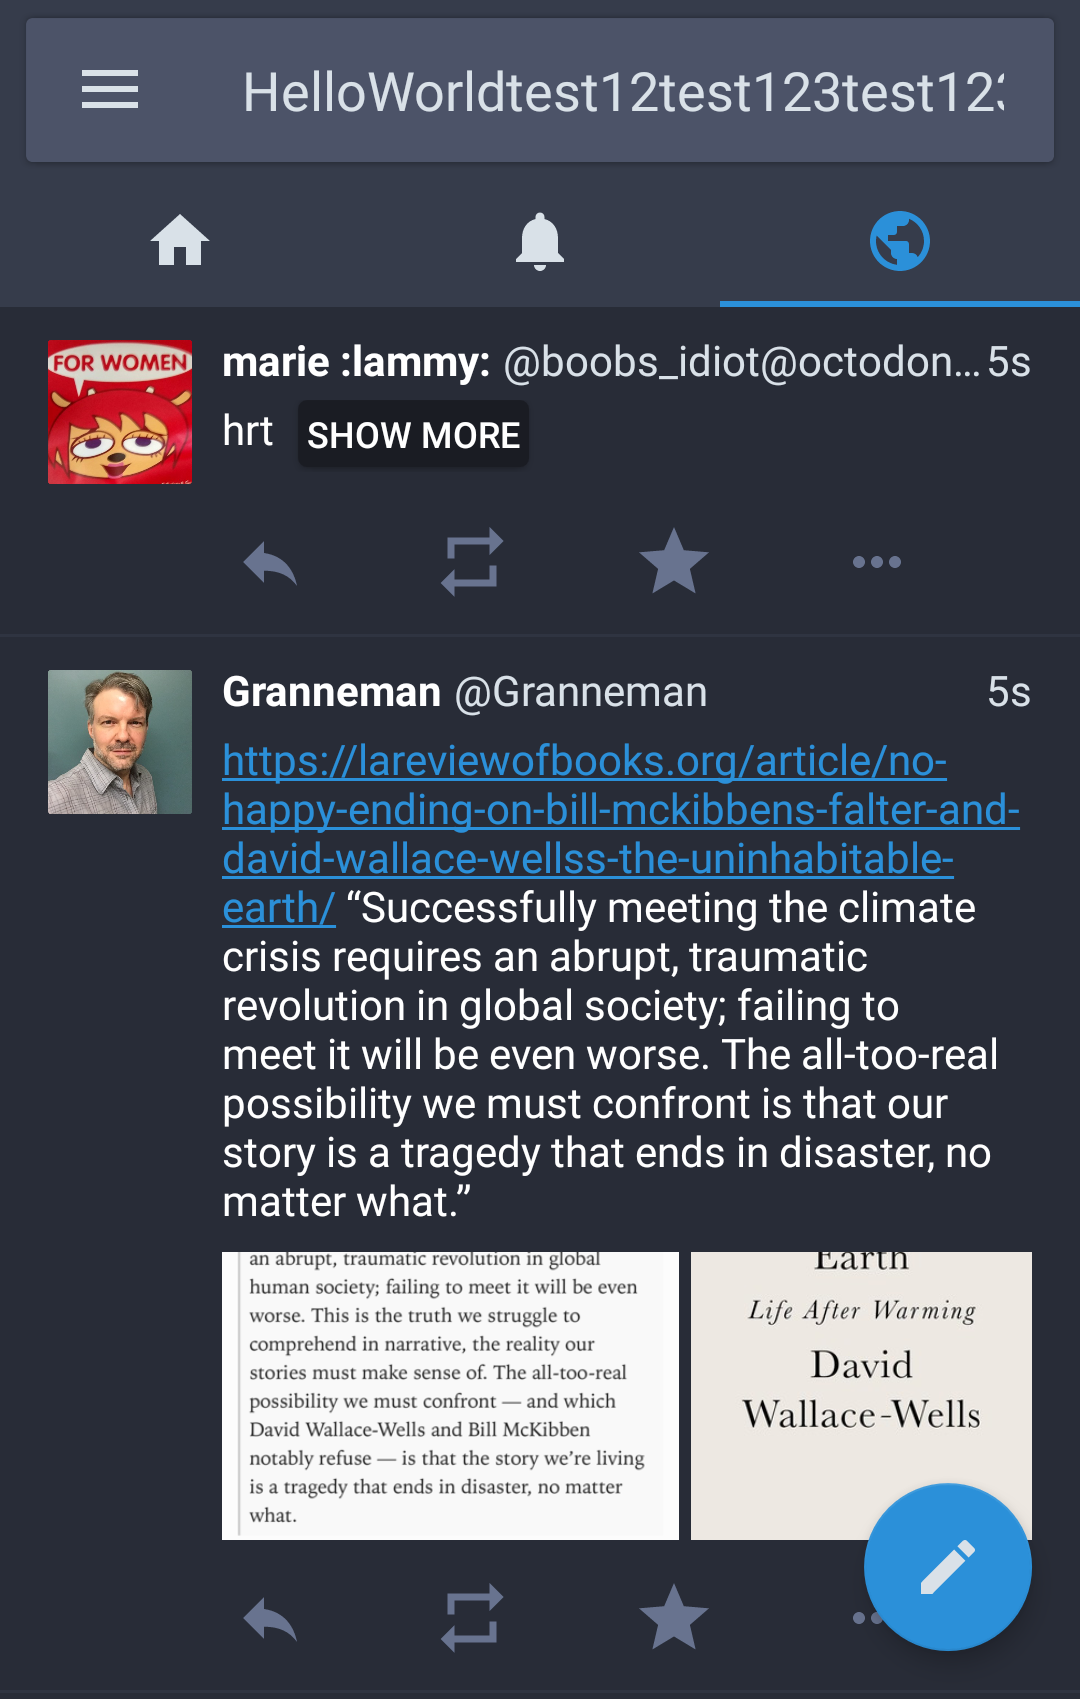 HelloWorldtest12test123test123
FOR WOMEN
marie :lammy: @boobs_idiot@octodon... 5s
hrt SHOW MORE
Granneman @Granneman 5s
https://lareviewofbooks.org/article/no-
happy-ending-on-bill-mckibbens-falter-and-
david-wallace-wellss-the-uninhabitable-
earth/ “Successfully meeting the climate
crisis requires an abrupt, traumatic
revolution in global society; failing to
meet it will be even worse. The all-too-real
possibility we must confront is that our
story is a tragedy that ends in disaster, no
matter what.”
an abrupt, traumatic revolution in global
human society; failing to meet it will be even
worse. This is the truth we struggle to
comprehend in narrative, the reality our
stories must make sense of. The all-too-real
possibility we must confront — and which
David Wallace-Wells and Bill McKibben
notably refuse — is that the story we’re living
is a tragedy that ends in disaster, no matter
what.
Earth
Life After Warming
David
Wallace-Wells